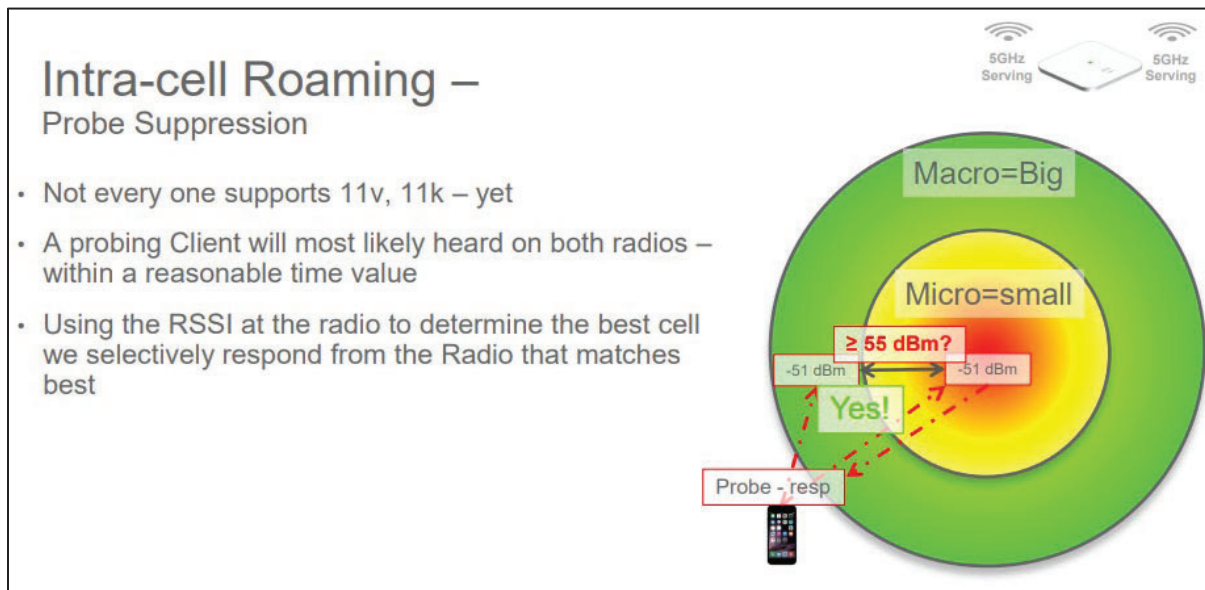 Intra-cell Roaming –
Probe Suppression
5GHz
Serving
5GHz
Serving
• Not every one supports 11v, 11k – yet
• A probing Client will most likely heard on both radios –
within a reasonable time value
• Using the RSSI at the radio to determine the best cell
we selectively respond from the Radio that matches
best
Macro=Big
Micro=small
≥ 55 dBm?
-51 dBm
-51 dBm
Yes!
Probe - resp